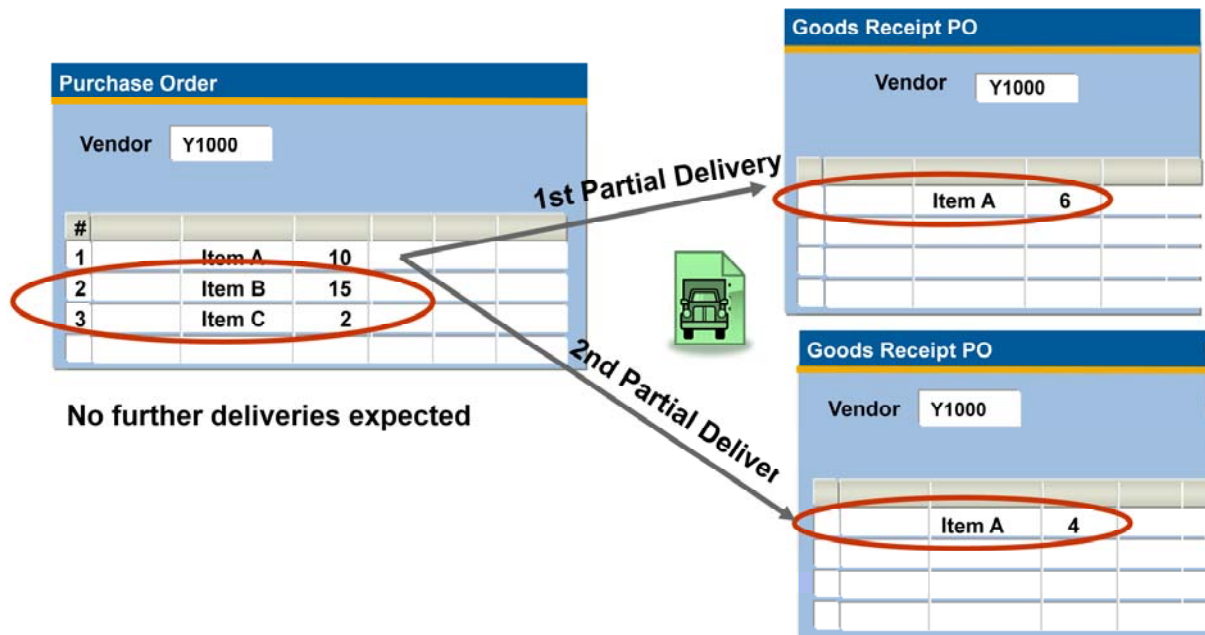 Purchase Order
Vendor Y1000
#
1 Item A 10
2 Item B 15
3 Item C 2
No further deliveries expected
1st Partial Delivery
2nd Partial Deliver
Goods Receipt PO
Vendor Y1000
Item A 6
Goods Receipt PO
Vendor Y1000
Item A 4